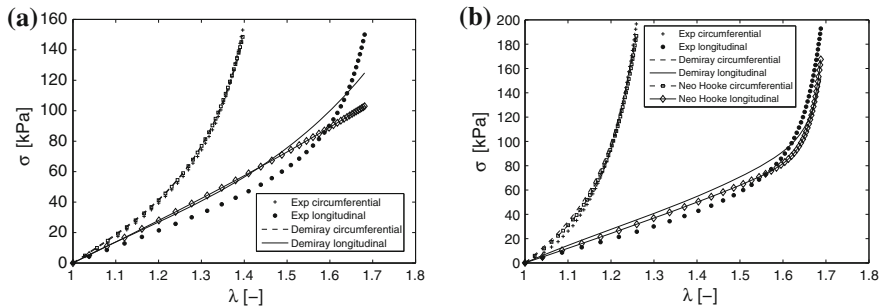 (a)
160
140
120
100
80
60
40
20
0
σ [kPa]
1
1.1
1.2
1.3
1.4
1.5
1.6
1.7
1.8
λ [–]
Exp circumferential
Exp longitudinal
Demiray circumferential
Demiray longitudinal
(b)
200
180
160
140
120
100
80
60
40
20
0
σ [kPa]
1
1.1
1.2
1.3
1.4
1.5
1.6
1.7
1.8
λ [–]
Exp circumferential
Exp longitudinal
Demiray circumferential
Demiray longitudinal
Neo Hooke circumferential
Neo Hooke longitudinal